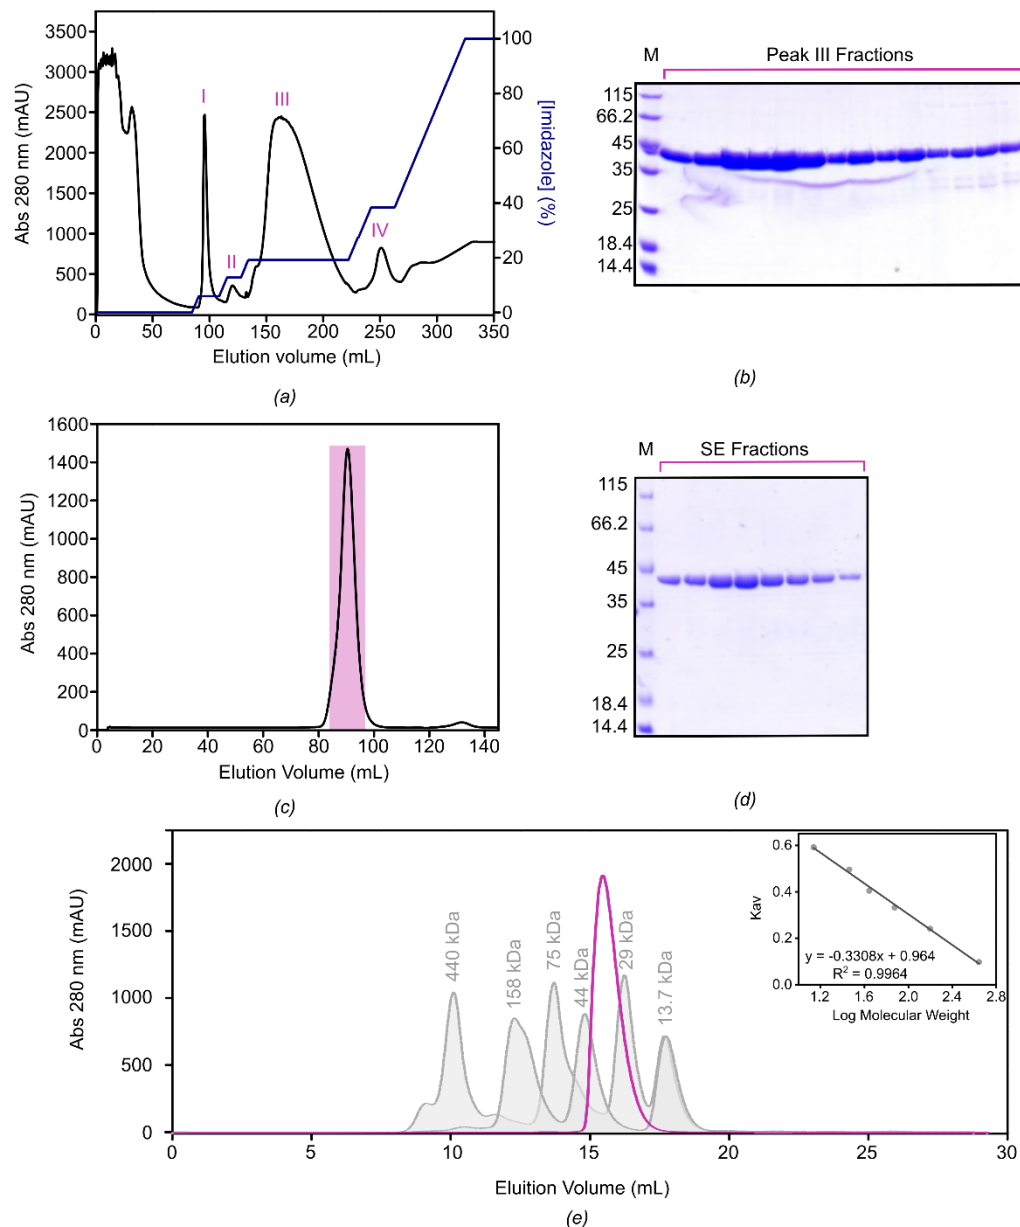 3500
3000
2500
2000
1500
1000
500
0
Abs 280 nm (mAU)
I
II
III
IV
100
80
60
40
20
0
[Imidazole] (%)
0 50 100 150 200 250 300 350
Elution volume (mL)
(a)
M Peak III Fractions
115
66.2
45
35
25
18.4
14.4
(b)
1600
1400
1200
1000
800
600
400
200
0
Abs 280 nm (mAU)
0 20 40 60 80 100 120 140
Elution Volume (mL)
(c)
M SE Fractions
115
66.2
45
35
25
18.4
14.4
(d)
2000
1500
1000
500
0
Abs 280 nm (mAU)
440 kDa
158 kDa
75 kDa
44 kDa
29 kDa
13.7 kDa
0.6
0.4
0.2
0.0
Kav
y = -0.3308x + 0.964
R² = 0.9964
1.2 1.6 2.0 2.4 2.8
Log Molecular Weight
0 5 10 15 20 25 30
Eluition Volume (mL)
(e)